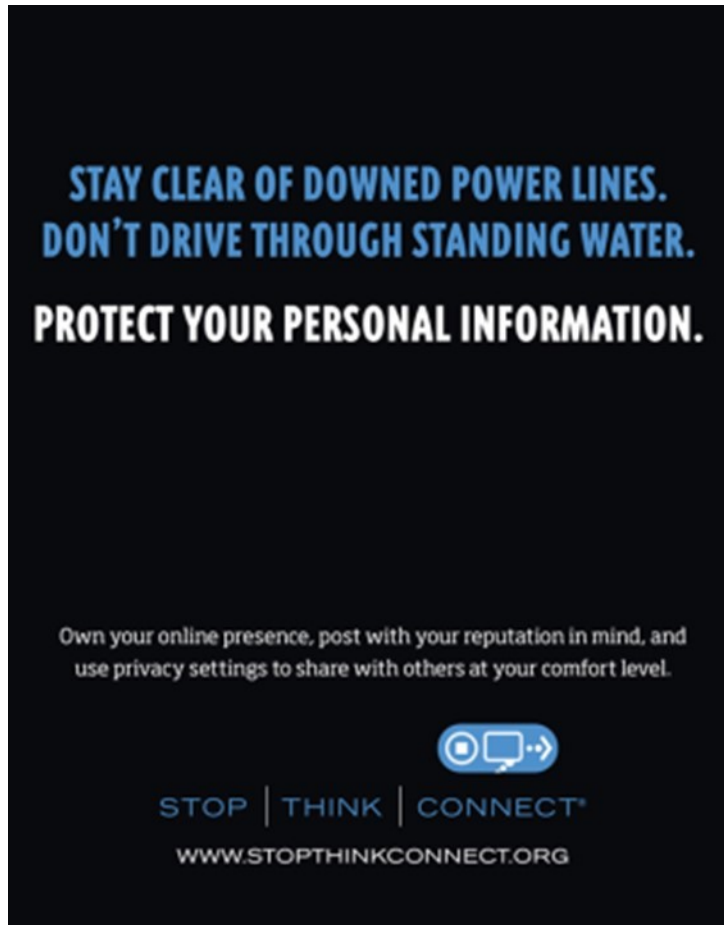 STAY CLEAR OF DOWNED POWER LINES.
DON'T DRIVE THROUGH STANDING WATER.
PROTECT YOUR PERSONAL INFORMATION.
Own your online presence, post with your reputation in mind, and
use privacy settings to share with others at your comfort level.
STOP | THINK | CONNECT®
WWW.STOPTHINKCONNECT.ORG